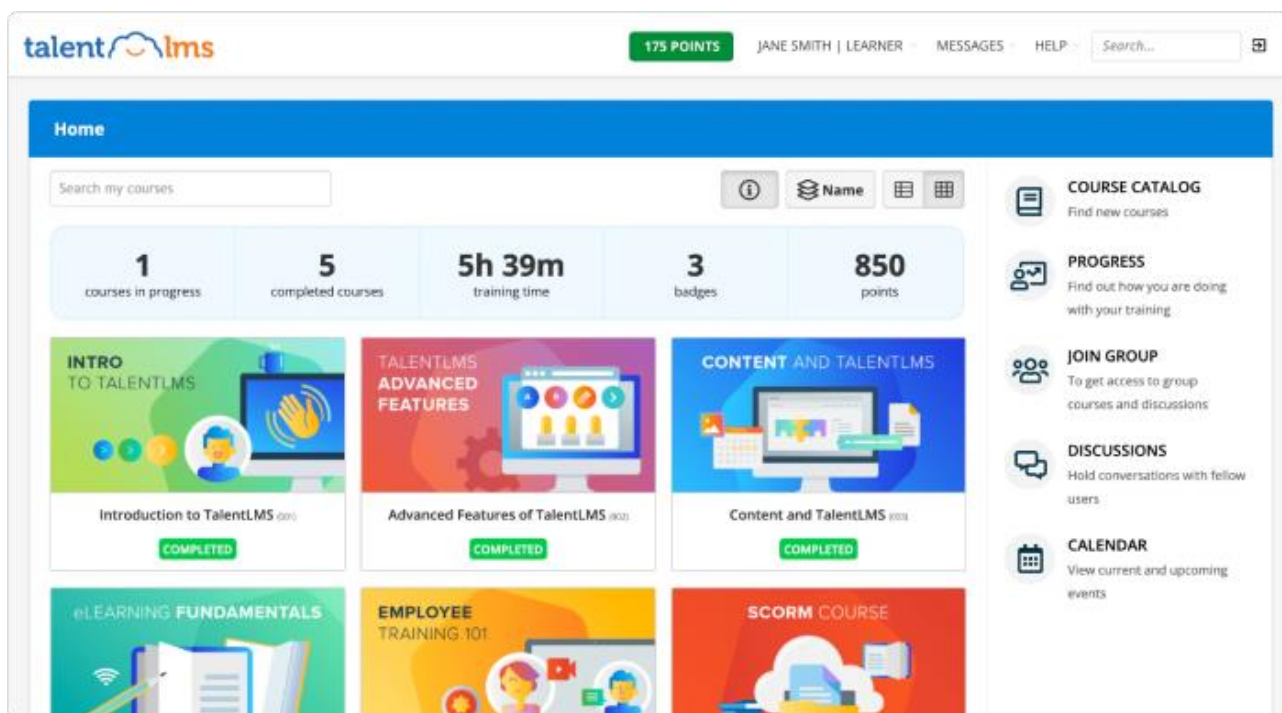 talentlms
175 POINTS
JANE SMITH | LEARNER
MESSAGES
HELP
Search...
Home
Search my courses
Name
1
courses in progress
5
completed courses
5h 39m
training time
3
badges
850
points
INTRO
TO TALENTLMS
TALENTLMS
ADVANCED
FEATURES
CONTENT AND TALENTLMS
Introduction to TalentLMS (001)
COMPLETED
Advanced Features of TalentLMS (002)
COMPLETED
Content and TalentLMS (003)
COMPLETED
eLEARNING FUNDAMENTALS
EMPLOYEE
TRAINING 101
SCORM COURSE
COURSE CATALOG
Find new courses
PROGRESS
Find out how you are doing
with your training
JOIN GROUP
To get access to group
courses and discussions
DISCUSSIONS
Hold conversations with fellow
users
CALENDAR
View current and upcoming
events